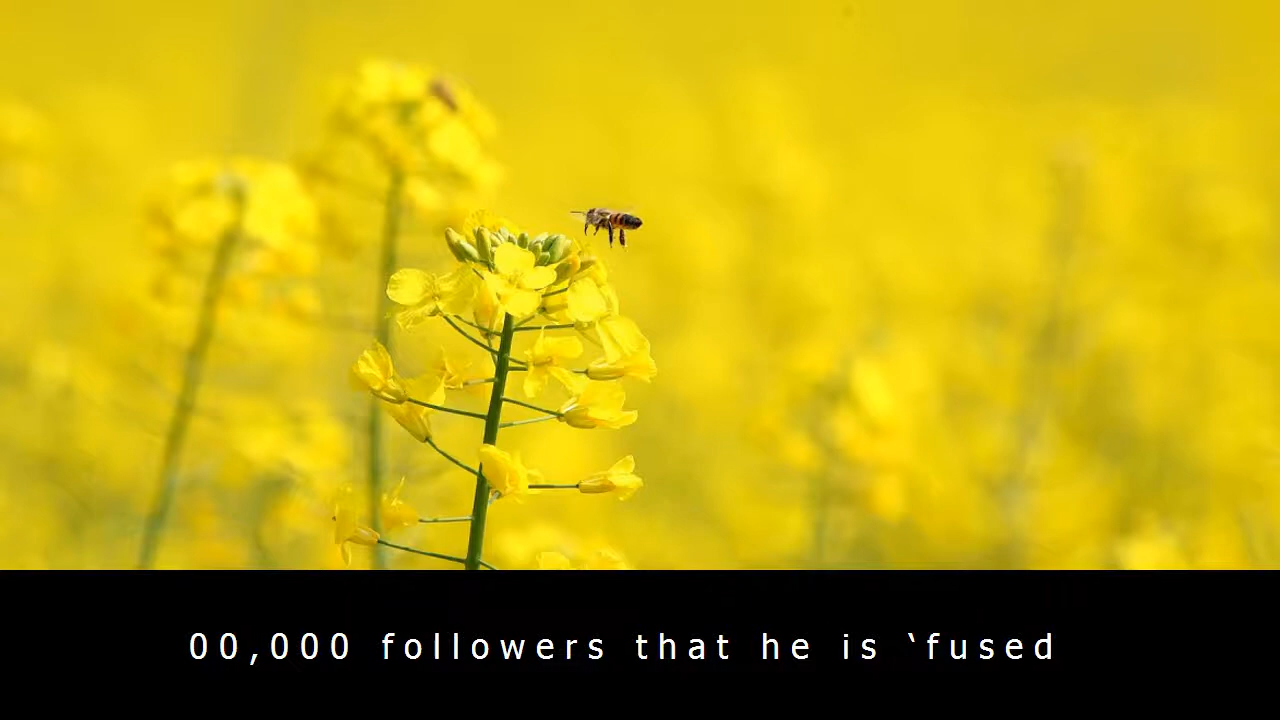 00,000 followers that he is ‛fused